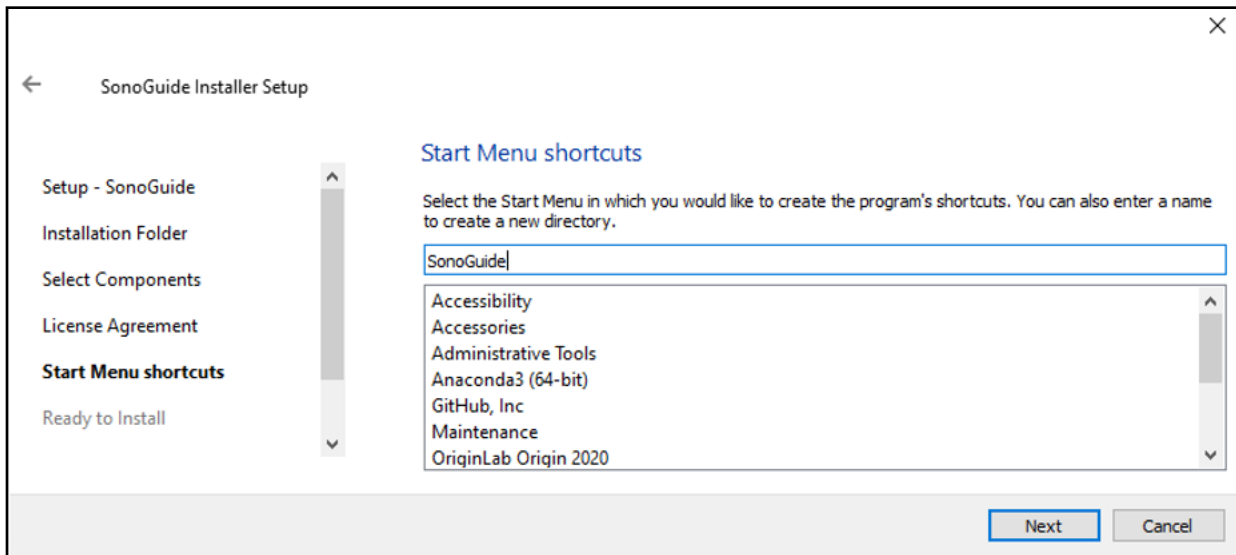 SonoGuide Installer Setup
Setup - SonoGuide
Installation Folder
Select Components
License Agreement
Start Menu shortcuts
Ready to Install
Start Menu shortcuts
Select the Start Menu in which you would like to create the program's shortcuts. You can also enter a name
to create a new directory.
SonoGuide
Accessibility
Accessories
Administrative Tools
Anaconda3 (64-bit)
GitHub, Inc
Maintenance
OriginLab Origin 2020
Next
Cancel